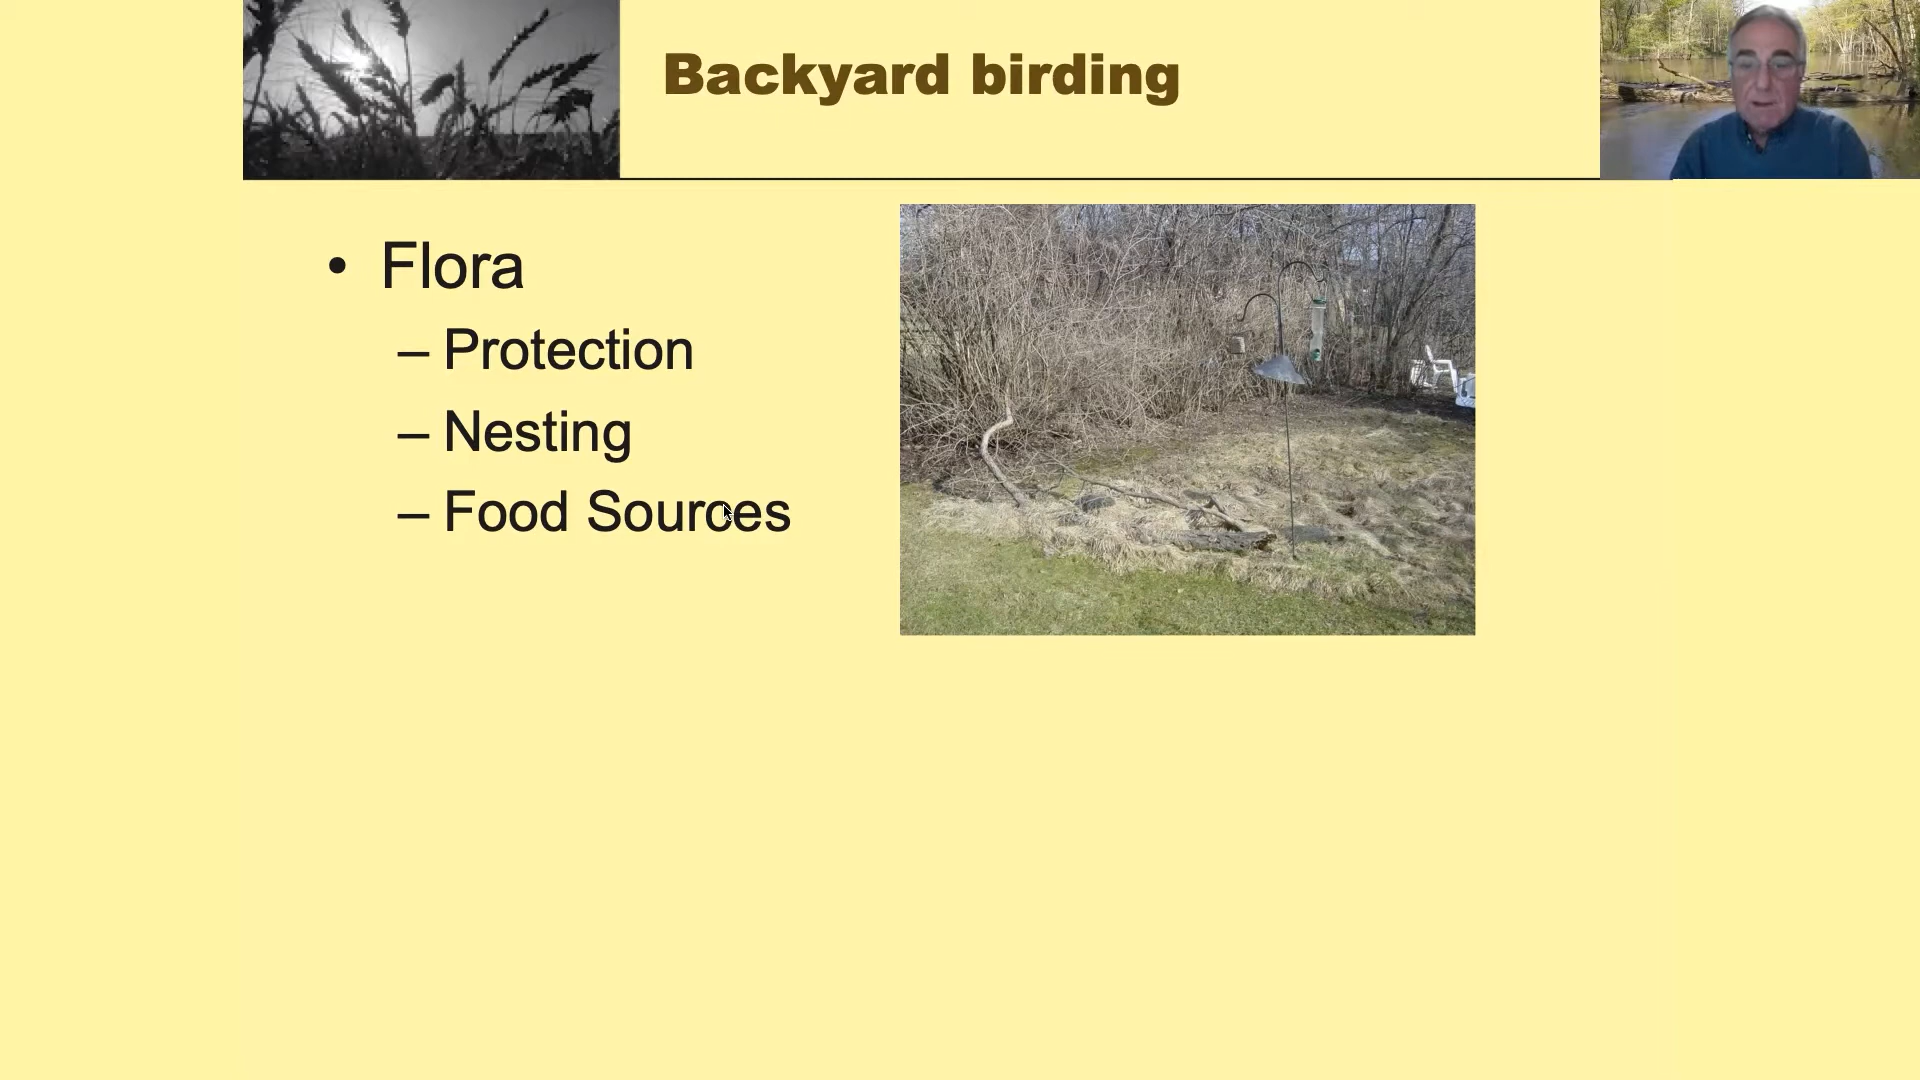 Backyard birding
• Flora
– Protection
– Nesting
– Food Sources